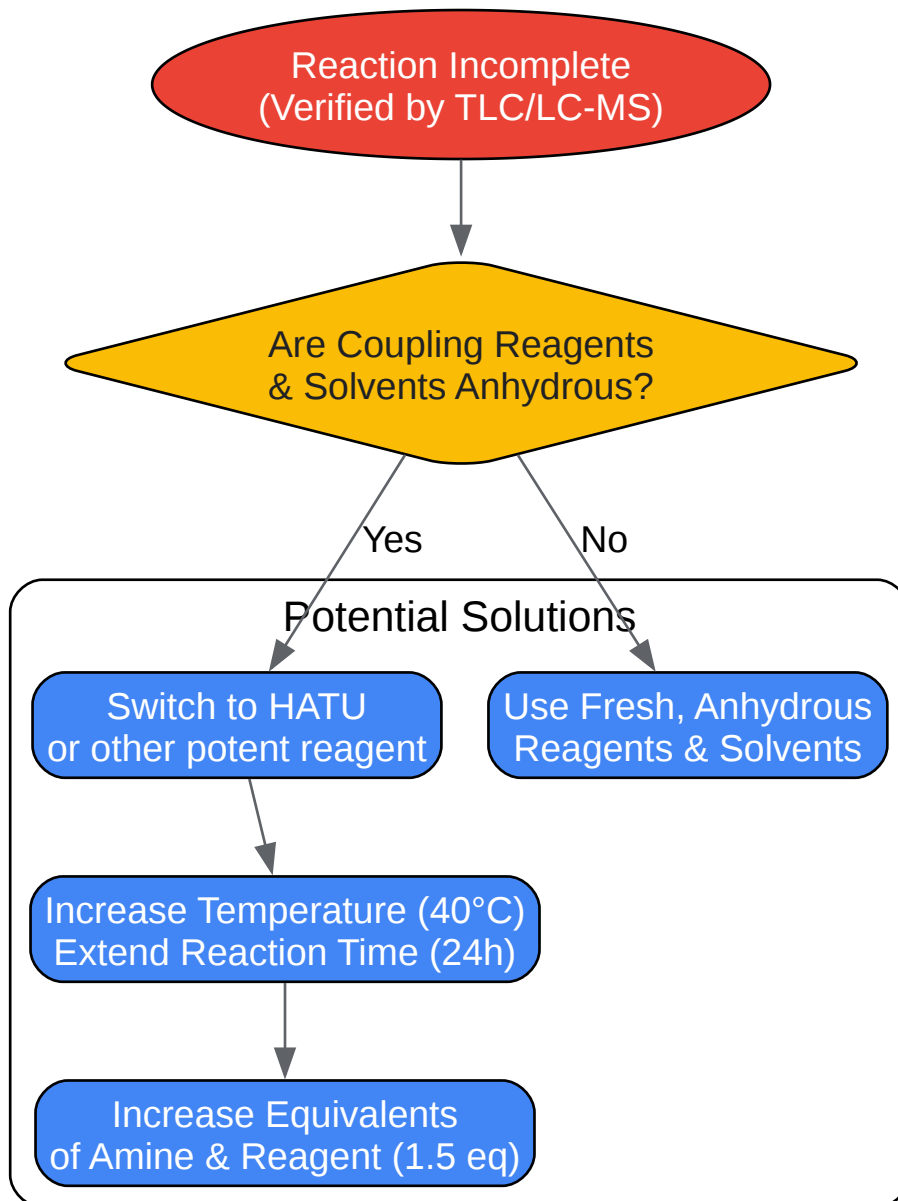 Reaction Incomplete
(Verified by TLC/LC-MS)
Are Coupling Reagents
& Solvents Anhydrous?
Yes
No
Potential Solutions
Switch to HATU
or other potent reagent
Use Fresh, Anhydrous
Reagents & Solvents
Increase Temperature (40°C)
Extend Reaction Time (24h)
Increase Equivalents
of Amine & Reagent (1.5 eq)